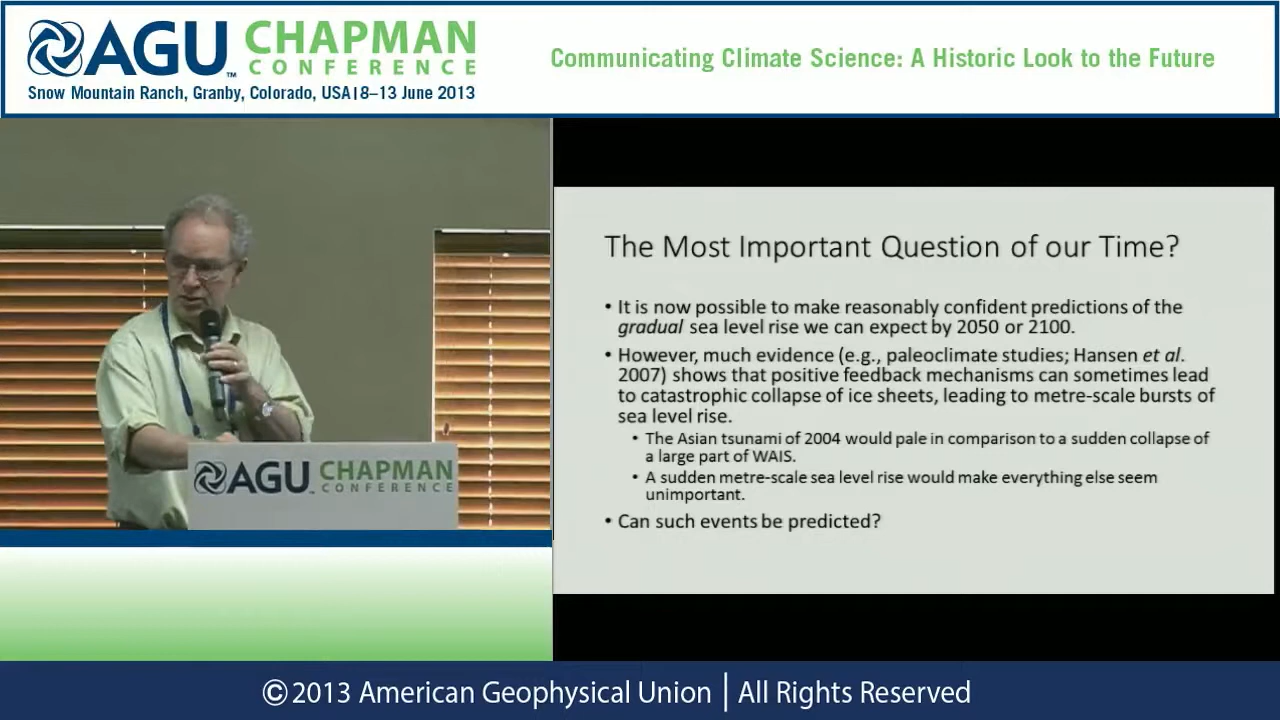 AGU CHAPMAN
™ CONFERENCE
Snow Mountain Ranch, Granby, Colorado, USA | 8–13 June 2013
Communicating Climate Science: A Historic Look to the Future
The Most Important Question of our Time?
• It is now possible to make reasonably confident predictions of the
gradual sea level rise we can expect by 2050 or 2100.
• However, much evidence (e.g., paleoclimate studies; Hansen et al.
2007) shows that positive feedback mechanisms can sometimes lead
to catastrophic collapse of ice sheets, leading to metre-scale bursts of
sea level rise.
• The Asian tsunami of 2004 would pale in comparison to a sudden collapse of
a large part of WAIS.
• A sudden metre-scale sea level rise would make everything else seem
unimportant.
• Can such events be predicted?
AGU CHAPMAN
CONFERENCE
©2013 American Geophysical Union | All Rights Reserved